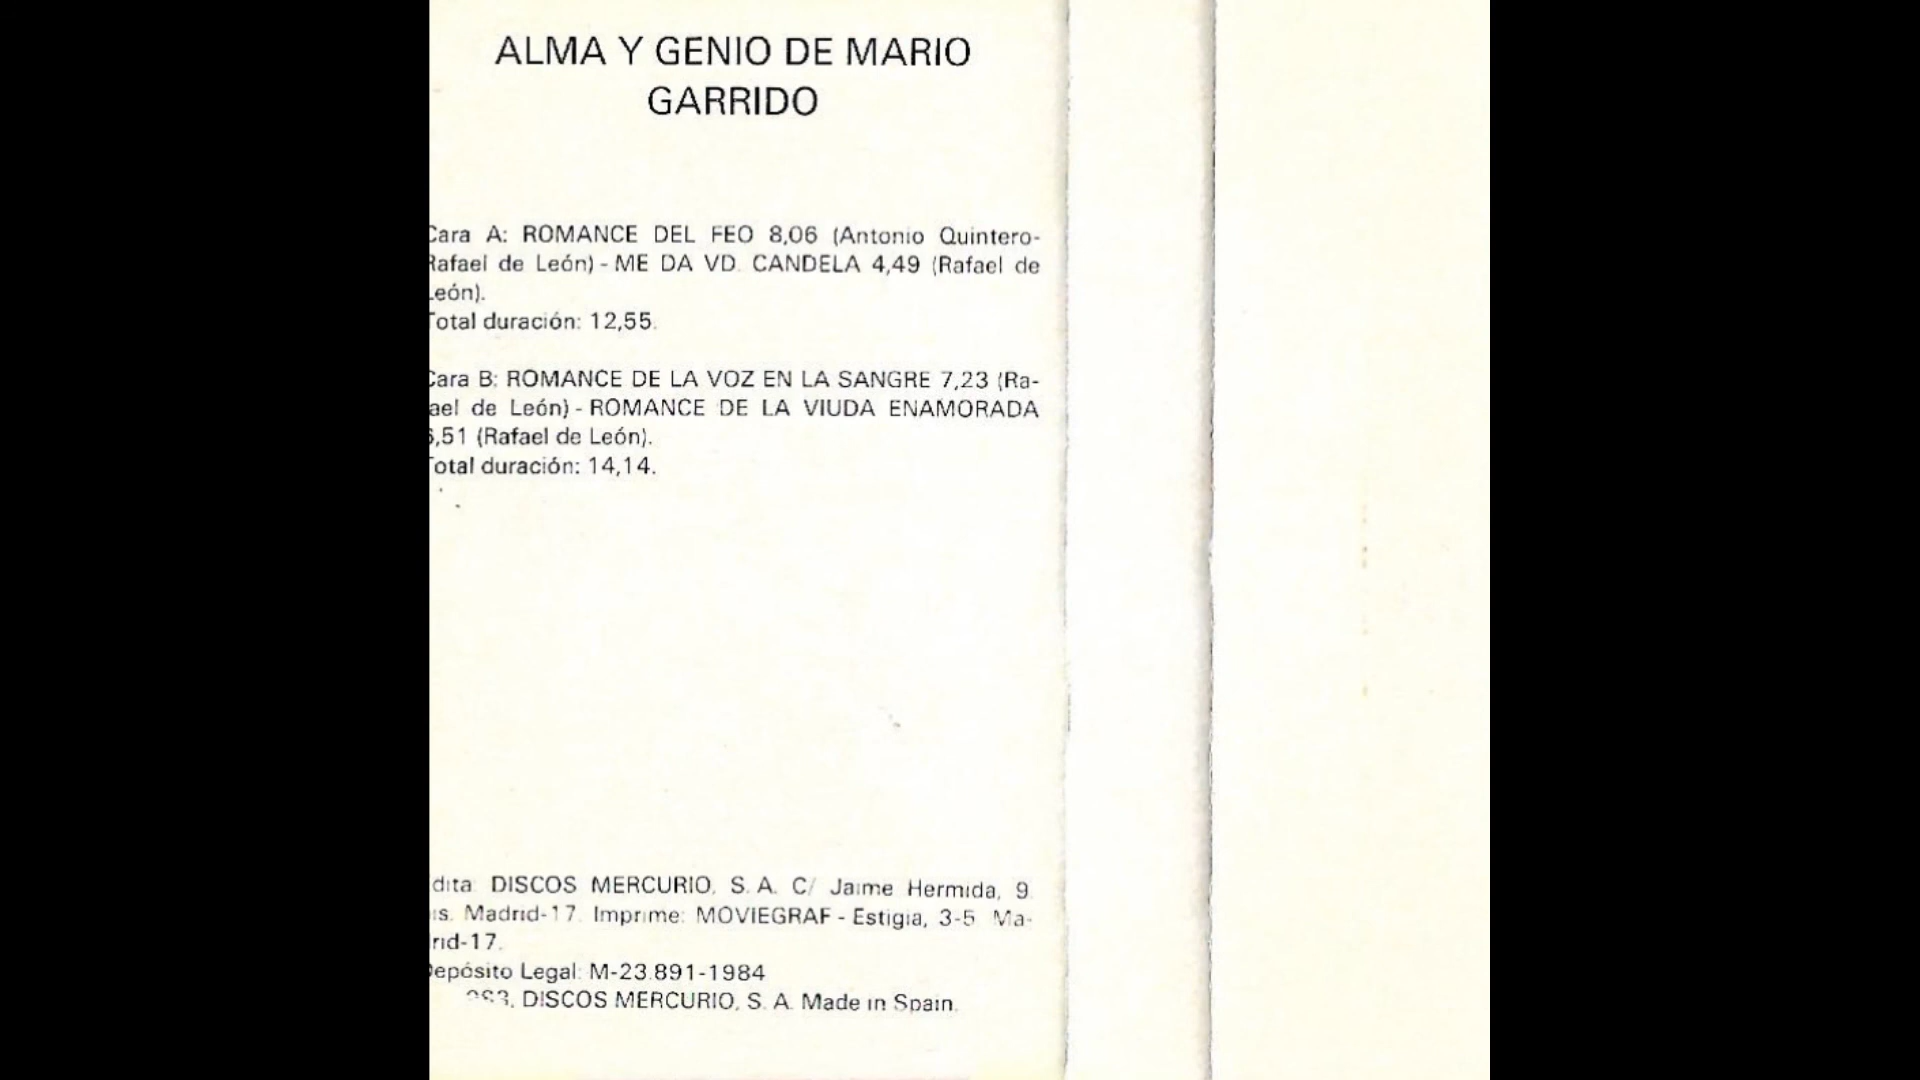 ALMA Y GENIO DE MARIO
GARRIDO
Cara A: ROMANCE DEL FEO 8,06 (Antonio Quintero-
Rafael de León) - ME DA VD. CANDELA 4,49 (Rafael de
León).
Total duración: 12,55.
Cara B: ROMANCE DE LA VOZ EN LA SANGRE 7,23 (Ra-
ael de León) - ROMANCE DE LA VIUDA ENAMORADA
6,51 (Rafael de León).
Total duración: 14,14.
dita: DISCOS MERCURIO, S. A. C/ Jaime Hermida, 9
is. Madrid-17. Imprime: MOVIEGRAF - Estigia, 3-5. Ma-
rid-17.
Depósito Legal: M-23.891-1984
DISCOS MERCURIO, S. A. Made in Spain.